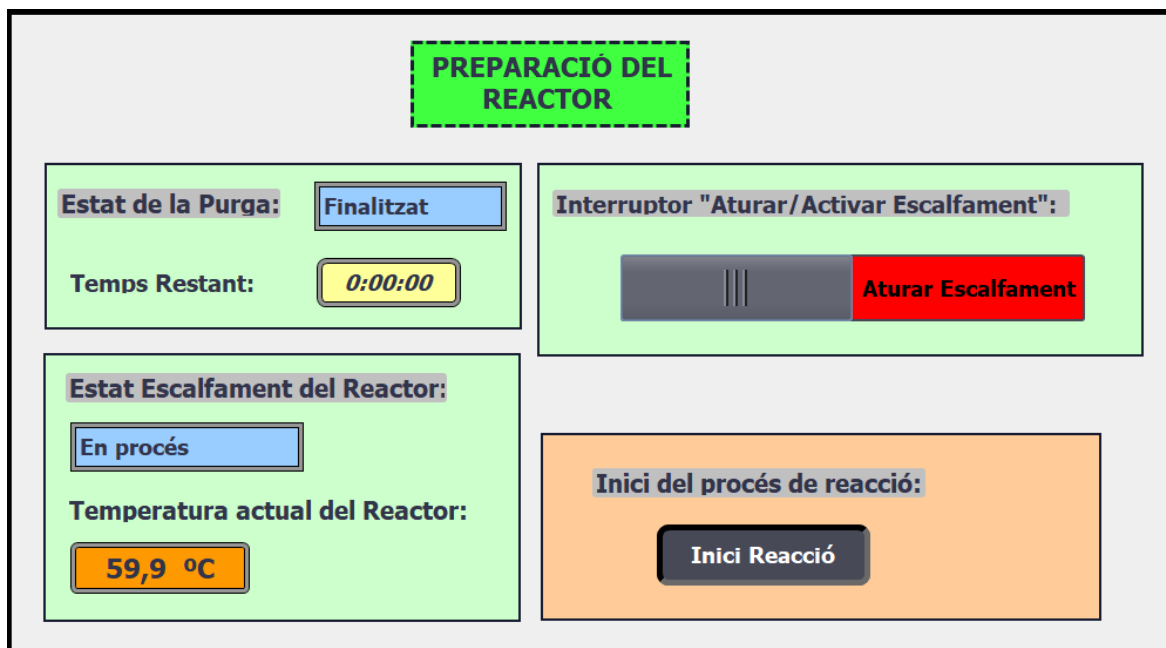 PREPARACIÓ DEL
REACTOR
Estat de la Purga:
Finalitzat
Temps Restant:
0:00:00
Interruptor "Aturar/Activar Escalfament":
Aturar Escalfament
Estat Escalfament del Reactor:
En procés
Temperatura actual del Reactor:
59,9 ºC
Inici del procés de reacció:
Inici Reacció